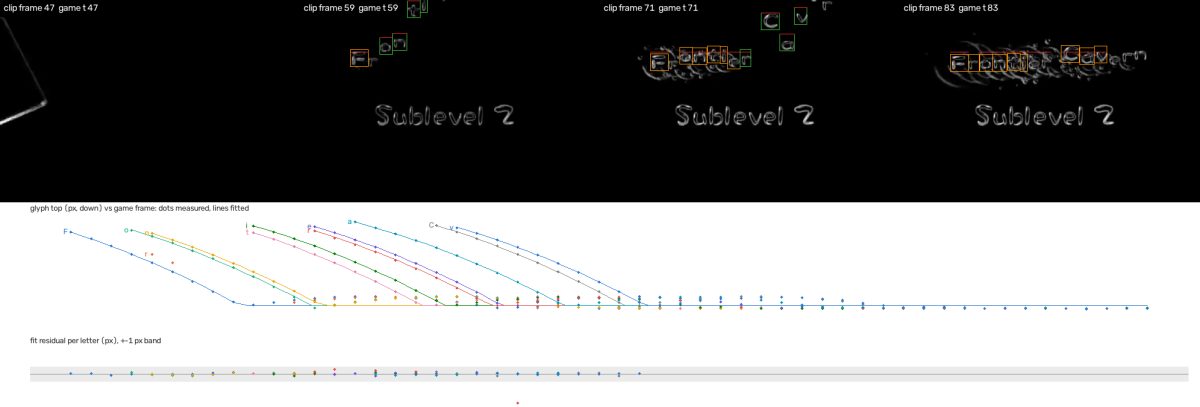 clip frame 47 game t 47
clip frame 59 game t 59
clip frame 71 game t 71
clip frame 83 game t 83
t i
F r o n
Sublevel 2
C v r
a
F o n t i e r
Sublevel 2
Frontier Cavern
Sublevel 2
glyph top (px, down) vs game frame: dots measured, lines fitted
F o n r i t e r a C v
fit residual per letter (px), +-1 px band